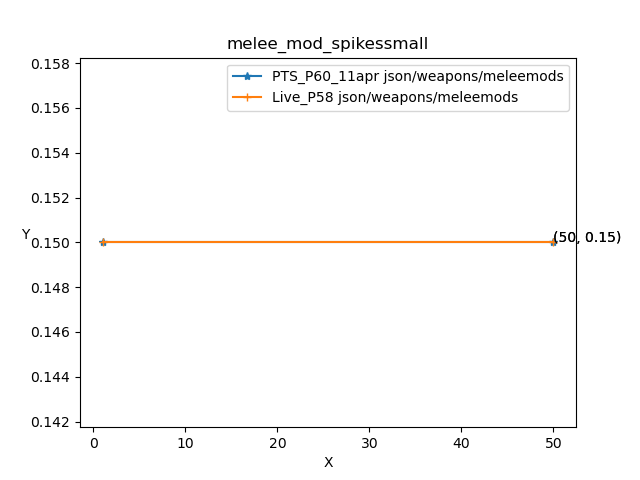 melee_mod_spikessmall
PTS_P60_11apr json/weapons/meleemods
Live_P58 json/weapons/meleemods
0.158
0.156
0.154
0.152
0.150
0.148
0.146
0.144
0.142
Y
(50, 0.15)
0 10 20 30 40 50
X